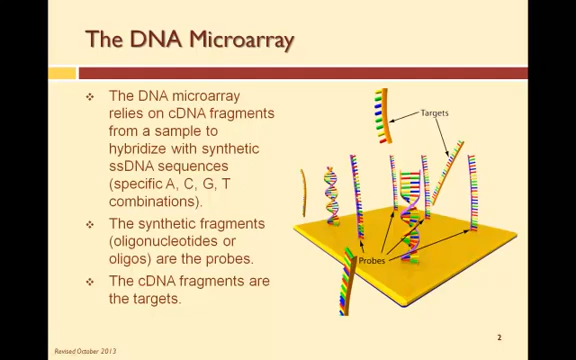 The DNA Microarray
❖ The DNA microarray
relies on cDNA fragments
from a sample to
hybridize with synthetic
ssDNA sequences
(specific A, C, G, T
combinations).
❖ The synthetic fragments
(oligonucleotides or
oligos) are the probes.
❖ The cDNA fragments are
the targets.
Targets
Probes
2
Revised October 2013